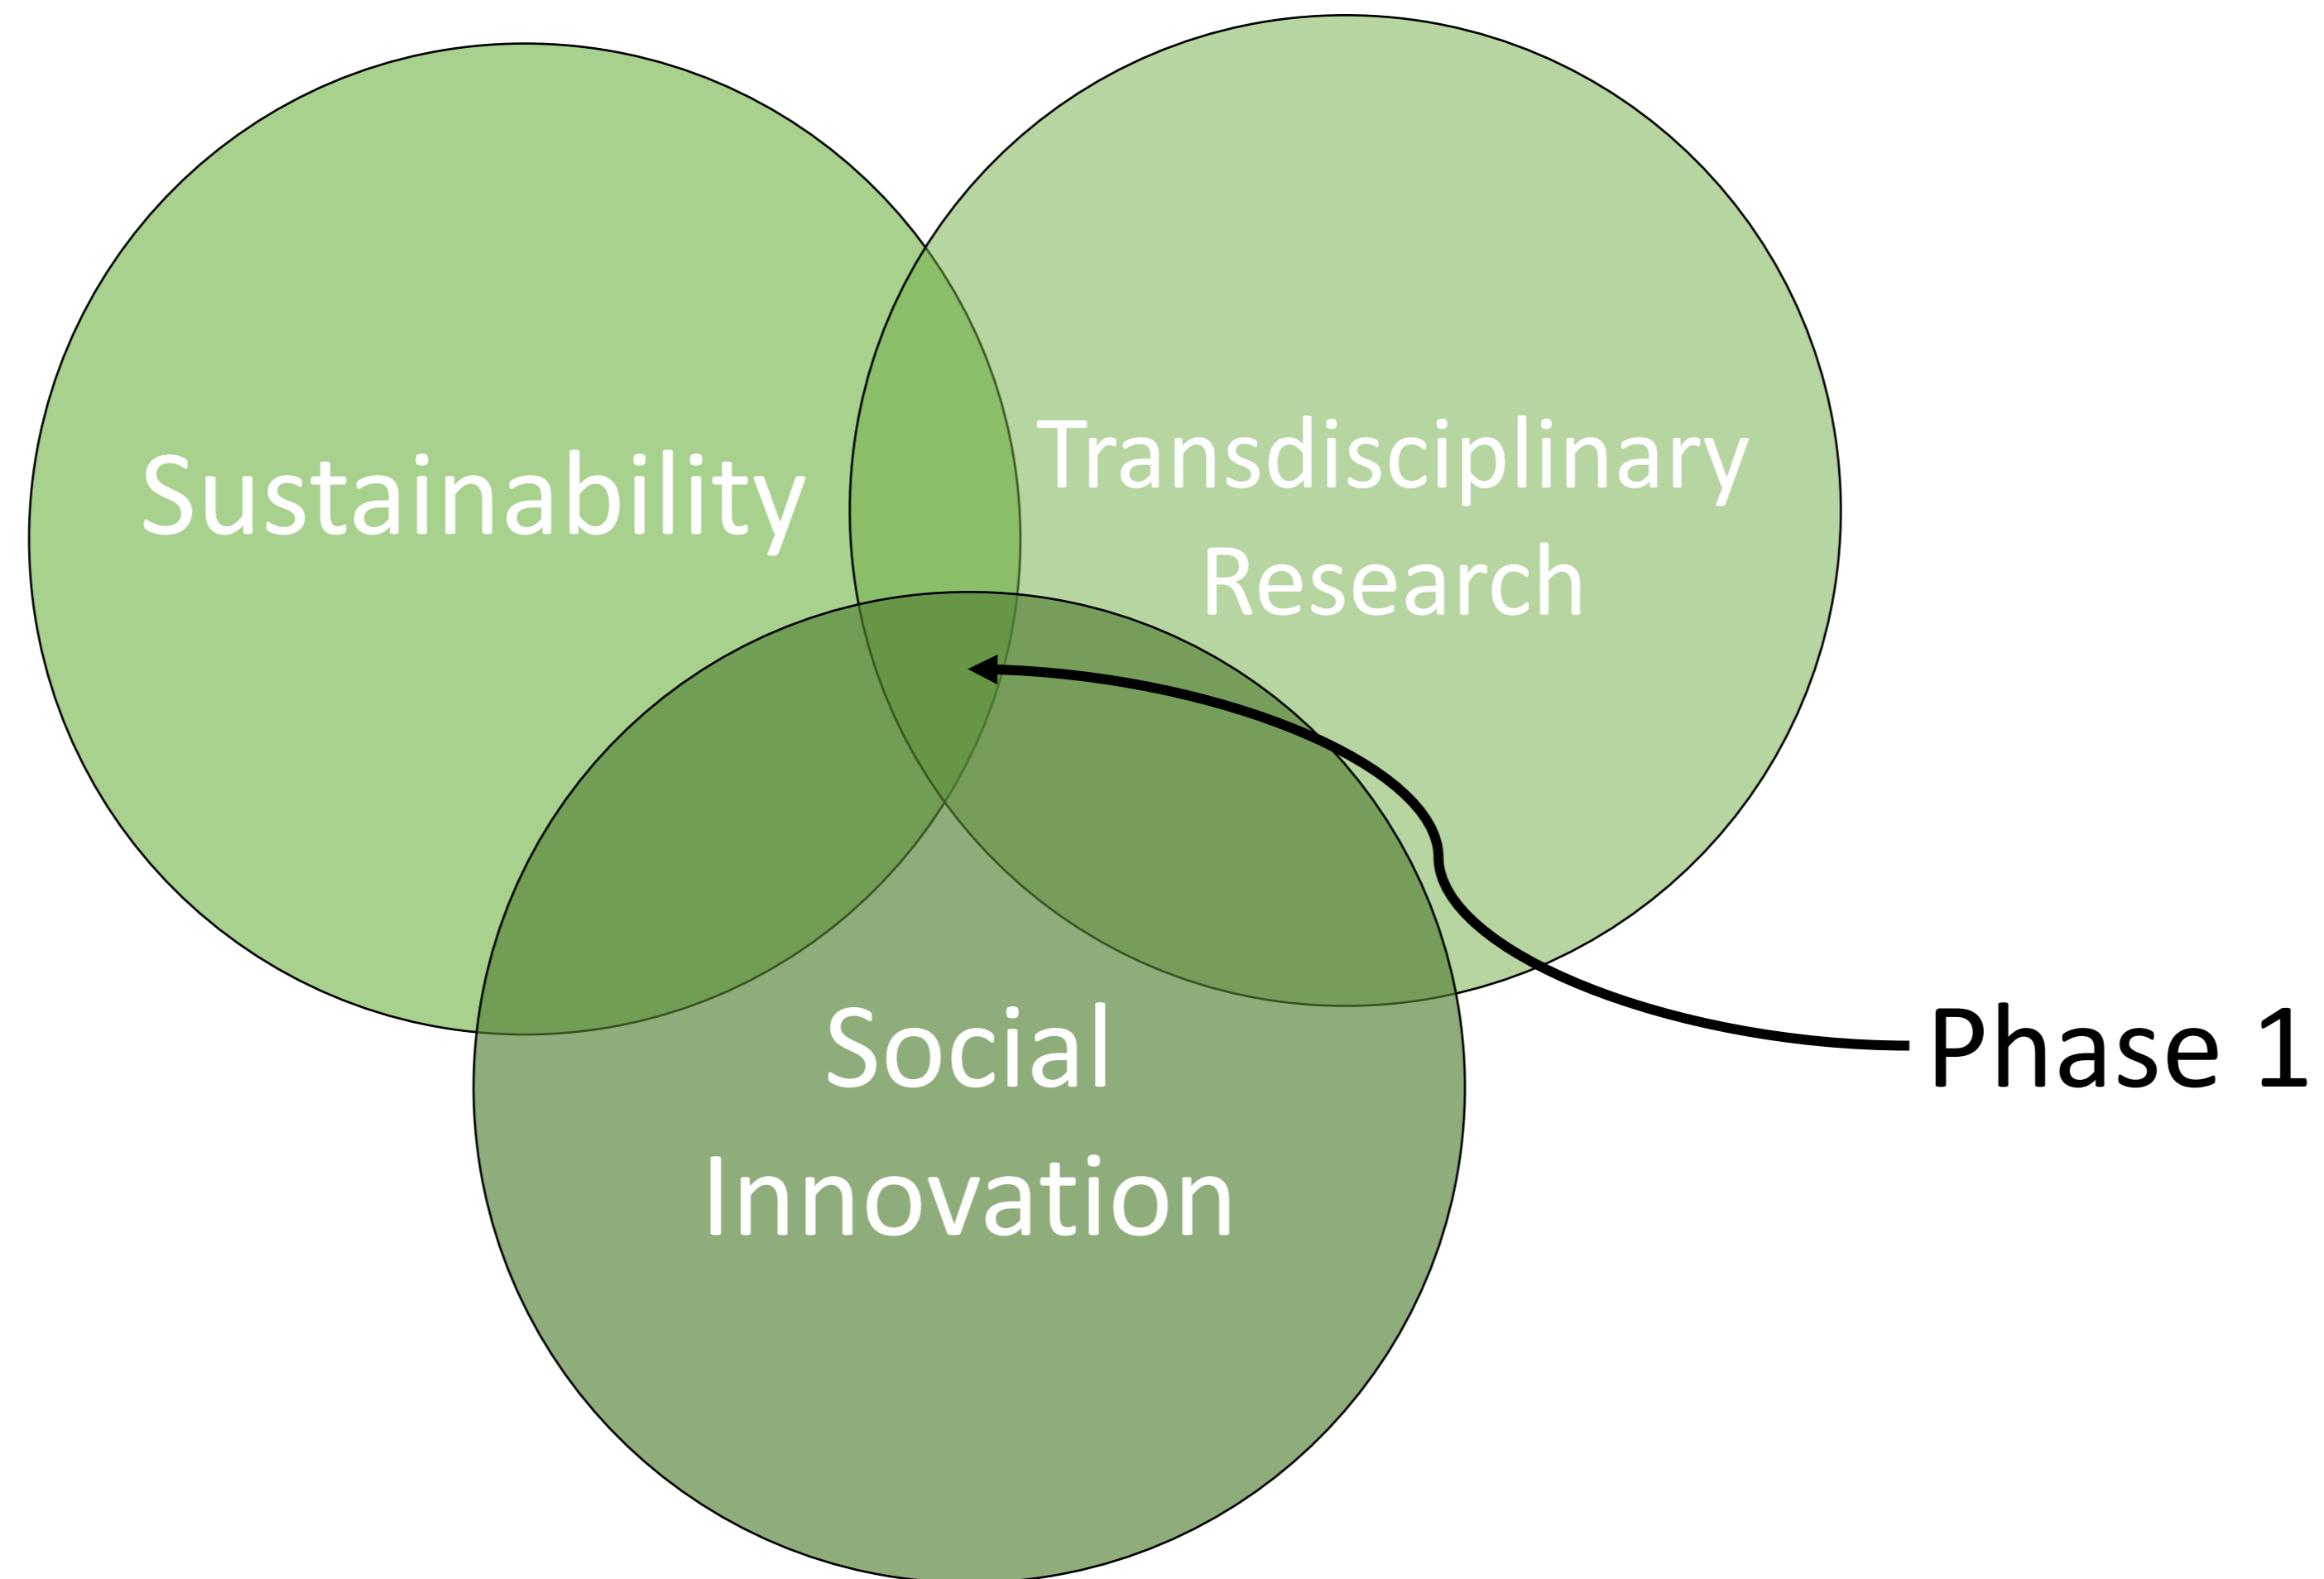 Sustainability
Transdisciplinary
Research
Social
Innovation
Phase 1